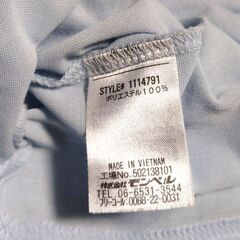 STYLE# 1114791
ポリエステル100%
MADE IN VIETNAM
工場No.502138101
株式会社モンベル
TEL.06-6531-3544
フリーコール:0088-22-0031